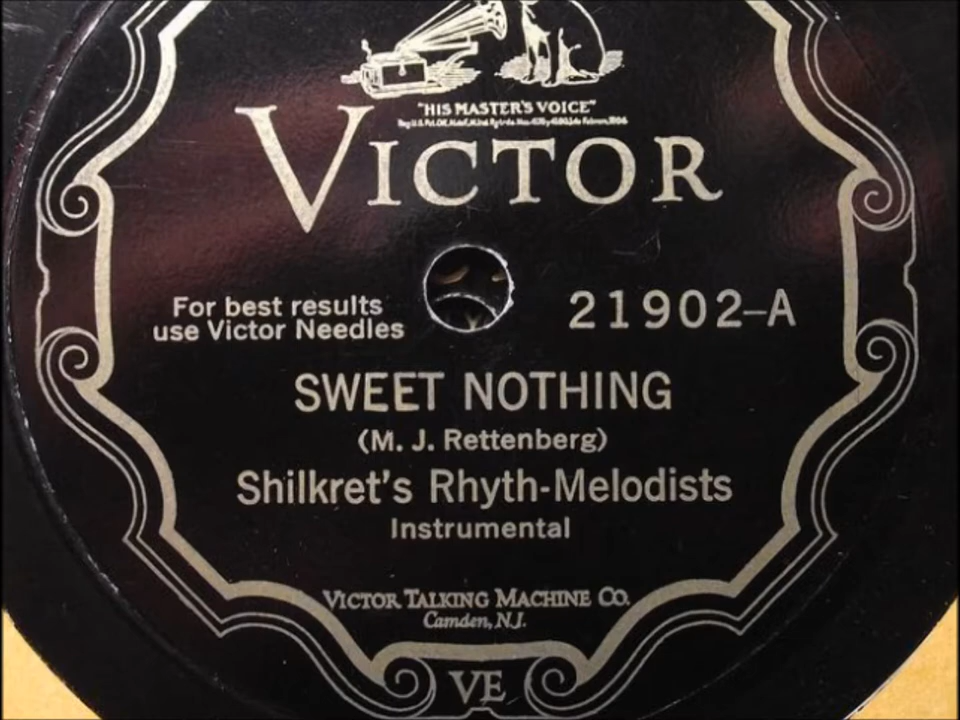 "HIS MASTER'S VOICE"
VICTOR
For best results
use Victor Needles
21902-A
SWEET NOTHING
(M. J. Rettenberg)
Shilkret's Rhyth-Melodists
Instrumental
VICTOR TALKING MACHINE CO.
Camden, N.J.
VE